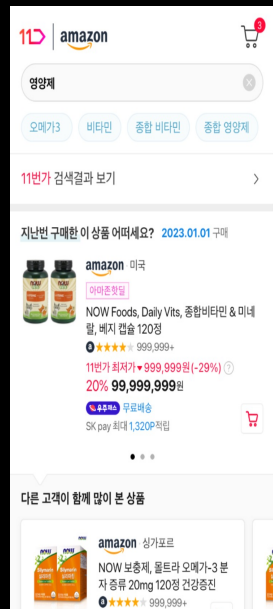 11D amazon
3
영양제
오메가3 비타민 종합 비타민 종합 영양제
11번가 검색결과 보기
지난번 구매한 이 상품 어떠세요? 2023.01.01 구매
amazon 미국
아마존핫딜
NOW Foods, Daily Vits, 종합비타민 & 미네
랄, 베지 캡슐 120정
a ★★★★★ 999,999+
11번가 최저가 ▾ 999,999원(-29%) ?
20% 99,999,999원
우주패스 무료배송
SK pay 최대 1,320P적립
다른 고객이 함께 많이 본 상품
amazon 싱가포르
NOW 보충제, 몰트라 오메가-3 분
자 증류 20mg 120정 건강증진
a ★★★★★ 999,999+
NOW
NOW
now
now